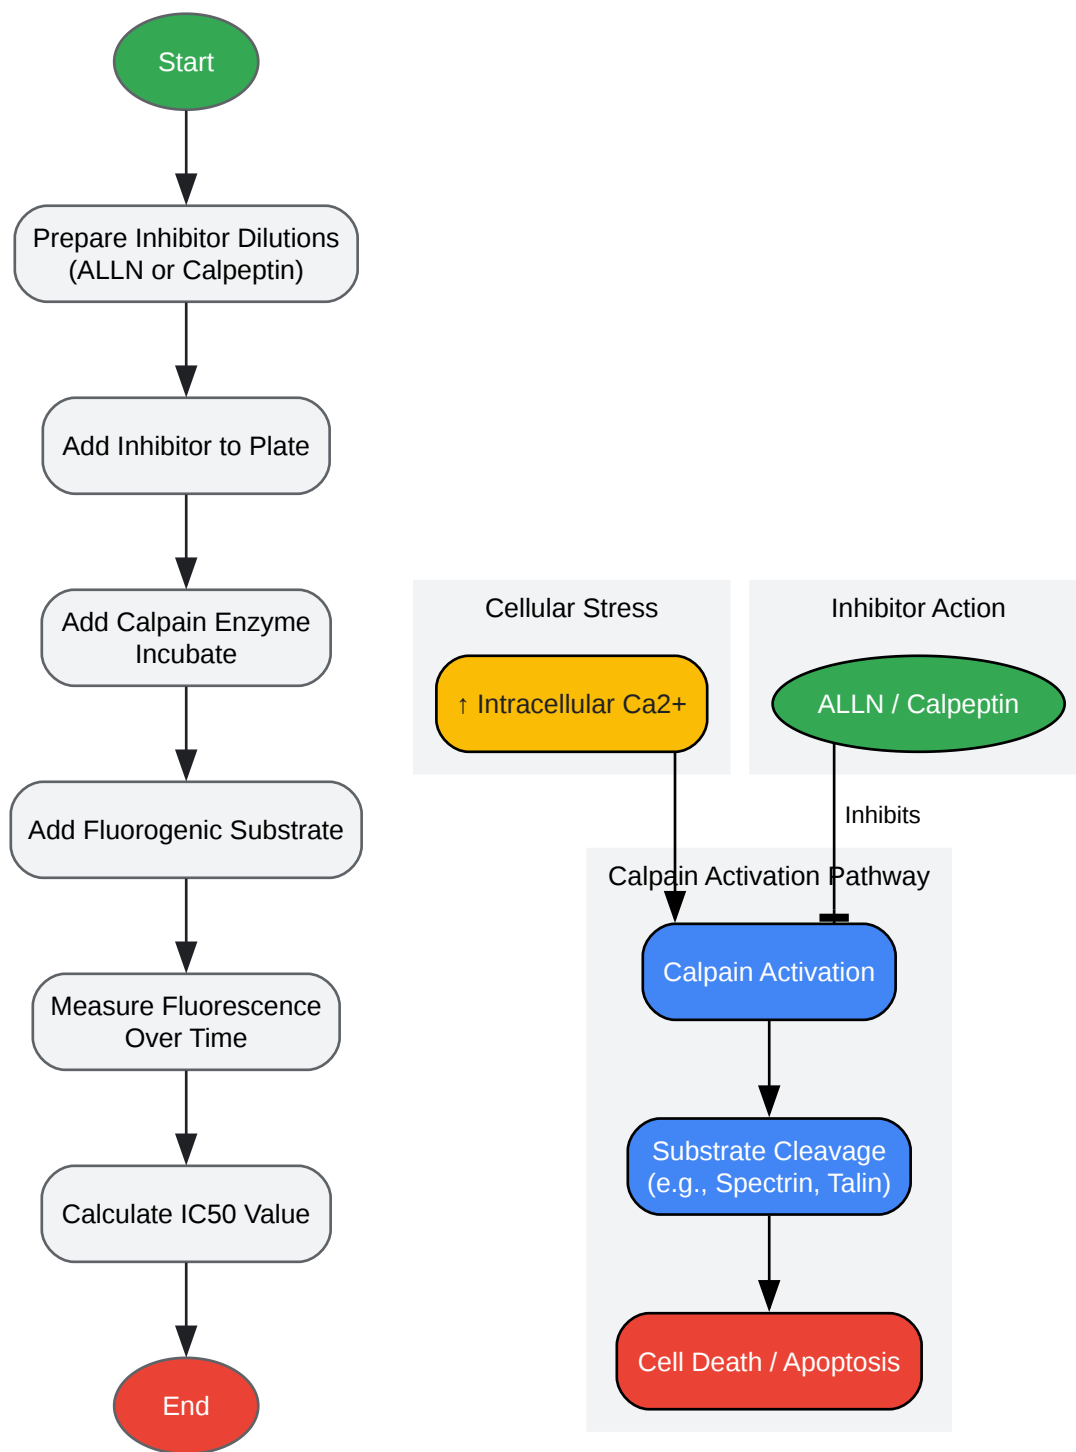 Start
Prepare Inhibitor Dilutions
(ALLN or Calpeptin)
Add Inhibitor to Plate
Add Calpain Enzyme
Incubate
Add Fluorogenic Substrate
Measure Fluorescence
Over Time
Calculate IC50 Value
End
Cellular Stress
↑ Intracellular Ca2+
Inhibitor Action
ALLN / Calpeptin
Inhibits
Calpain Activation Pathway
Calpain Activation
Substrate Cleavage
(e.g., Spectrin, Talin)
Cell Death / Apoptosis